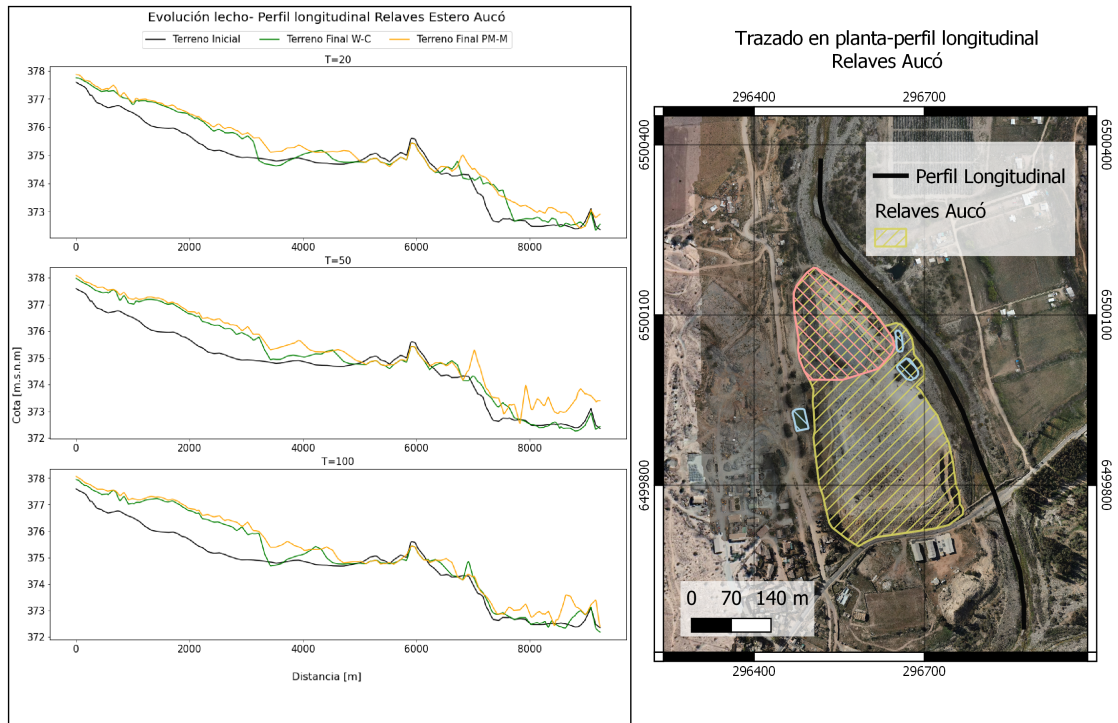 Evolución lecho- Perfil longitudinal Relaves Estero Aucó
Terreno Inicial Terreno Final W-C Terreno Final PM-M
T=20
378
377
376
375
374
373
0 2000 4000 6000 8000
T=50
378
377
376
375
374
373
372
0 2000 4000 6000 8000
T=100
378
377
376
375
374
373
372
0 2000 4000 6000 8000
Cota [m.s.n.m]
Distancia [m]
Trazado en planta-perfil longitudinal
Relaves Aucó
296400 296700
6500400 6500400
Perfil Longitudinal
Relaves Aucó
6500100 6500100
6499800 6499800
0 70 140 m
296400 296700